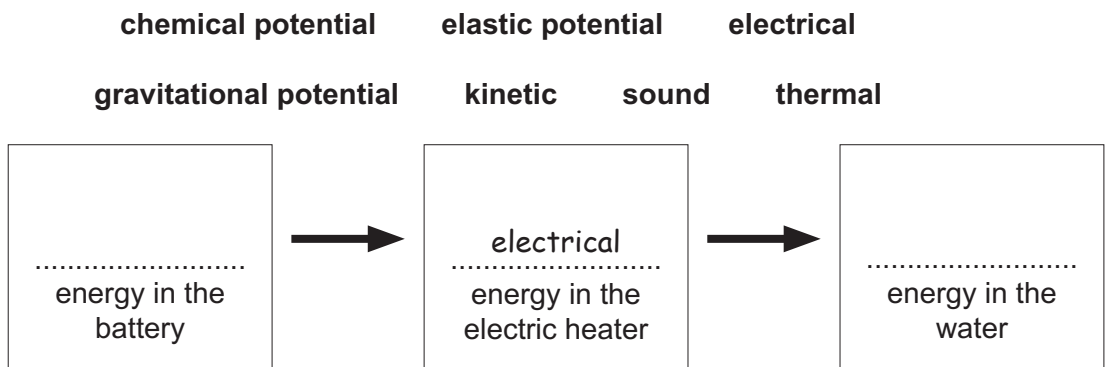 chemical potential elastic potential electrical
gravitational potential kinetic sound thermal
electrical
energy in the
battery
energy in the
electric heater
energy in the
water